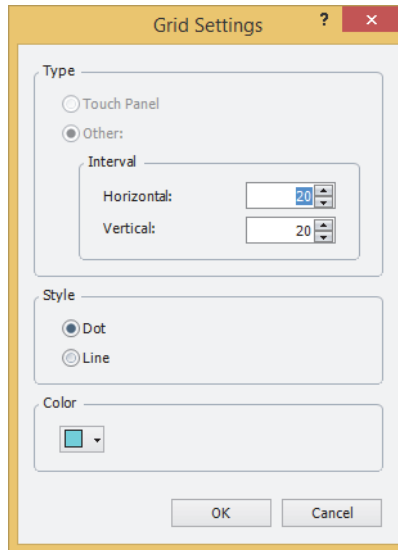 Grid Settings ? ×
Type
Touch Panel
Other:
Interval
Horizontal: 20
Vertical: 20
Style
Dot
Line
Color
OK Cancel